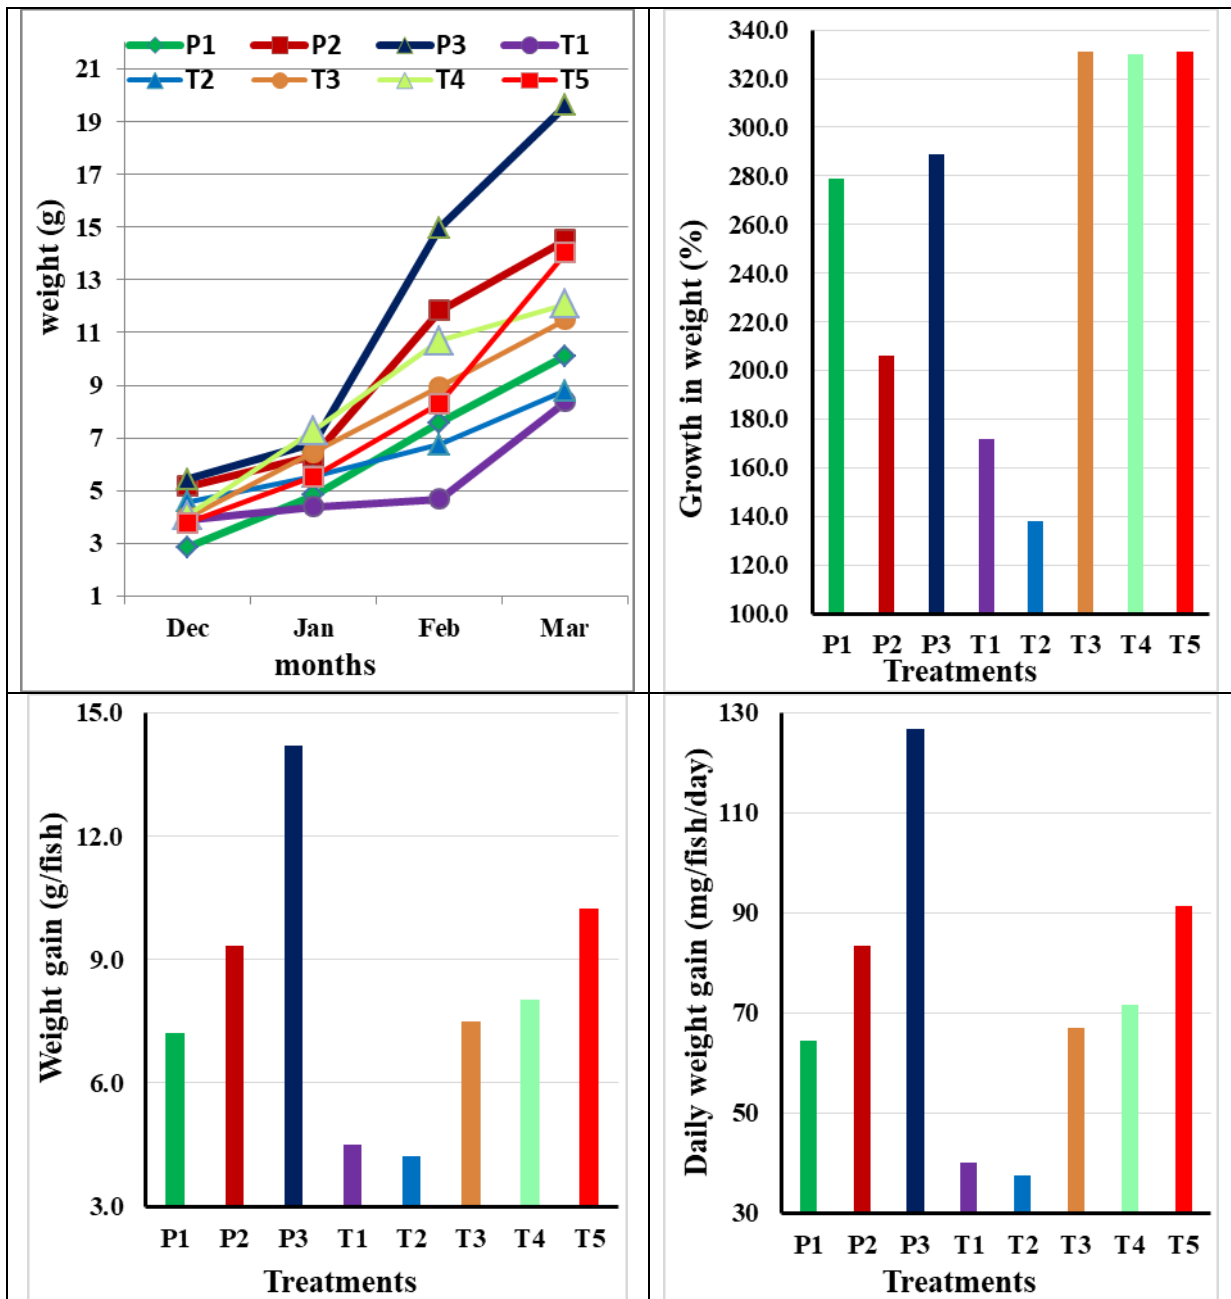 P1 P2 P3 T1
T2 T3 T4 T5
21
19
17
15
13
11
9
7
5
3
1
weight (g)
Dec Jan Feb Mar
months
340.0
320.0
300.0
280.0
260.0
240.0
220.0
200.0
180.0
160.0
140.0
120.0
100.0
Growth in weight (%)
P1 P2 P3 T1 T2 T3 T4 T5
Treatments
15.0
12.0
9.0
6.0
3.0
Weight gain (g/fish)
P1 P2 P3 T1 T2 T3 T4 T5
Treatments
130
110
90
70
50
30
Daily weight gain (mg/fish/day)
P1 P2 P3 T1 T2 T3 T4 T5
Treatments